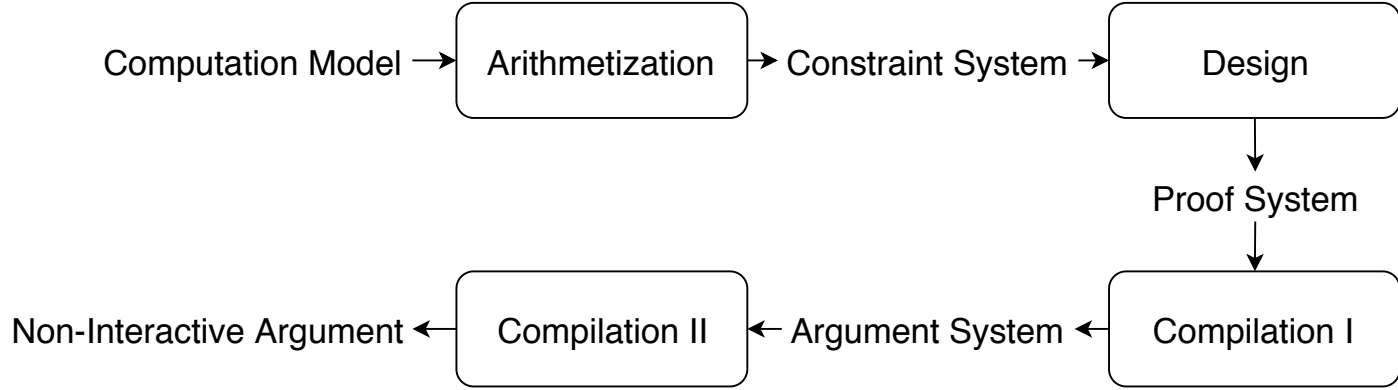 Computation Model
Arithmetization
Constraint System
Design
Proof System
Compilation I
Argument System
Compilation II
Non-Interactive Argument